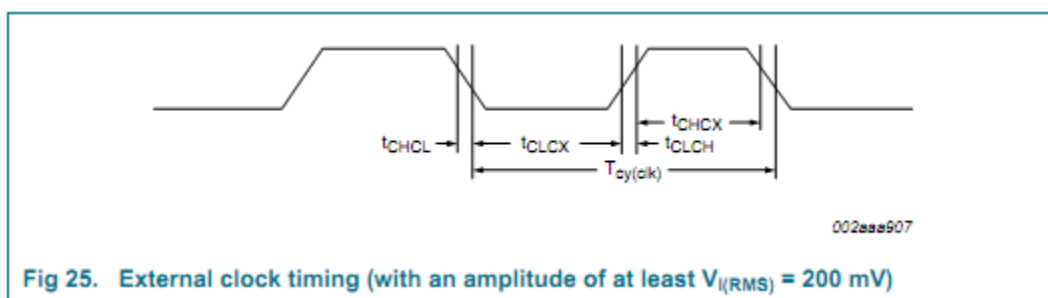 tCHCX
tCHCL tCLCX tCLCH
Tcy(clk)
002aaa907
Fig 25. External clock timing (with an amplitude of at least VI(RMS) = 200 mV)